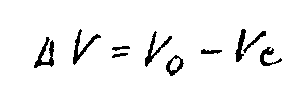 ΔV = V₀ - Vc